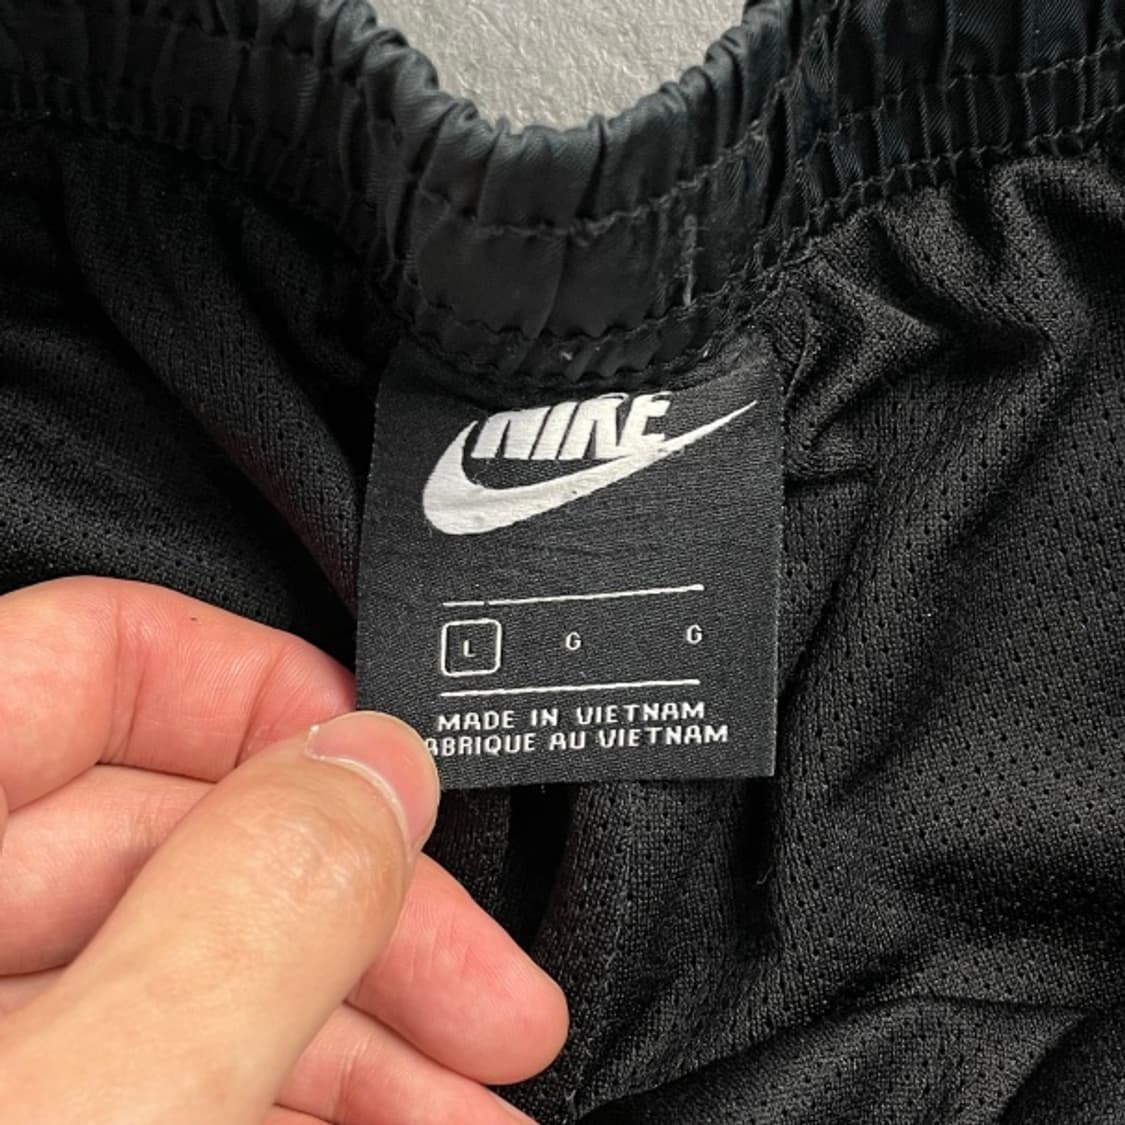 NIKE
L G G
MADE IN VIETNAM
ABRIQUE AU VIETNAM